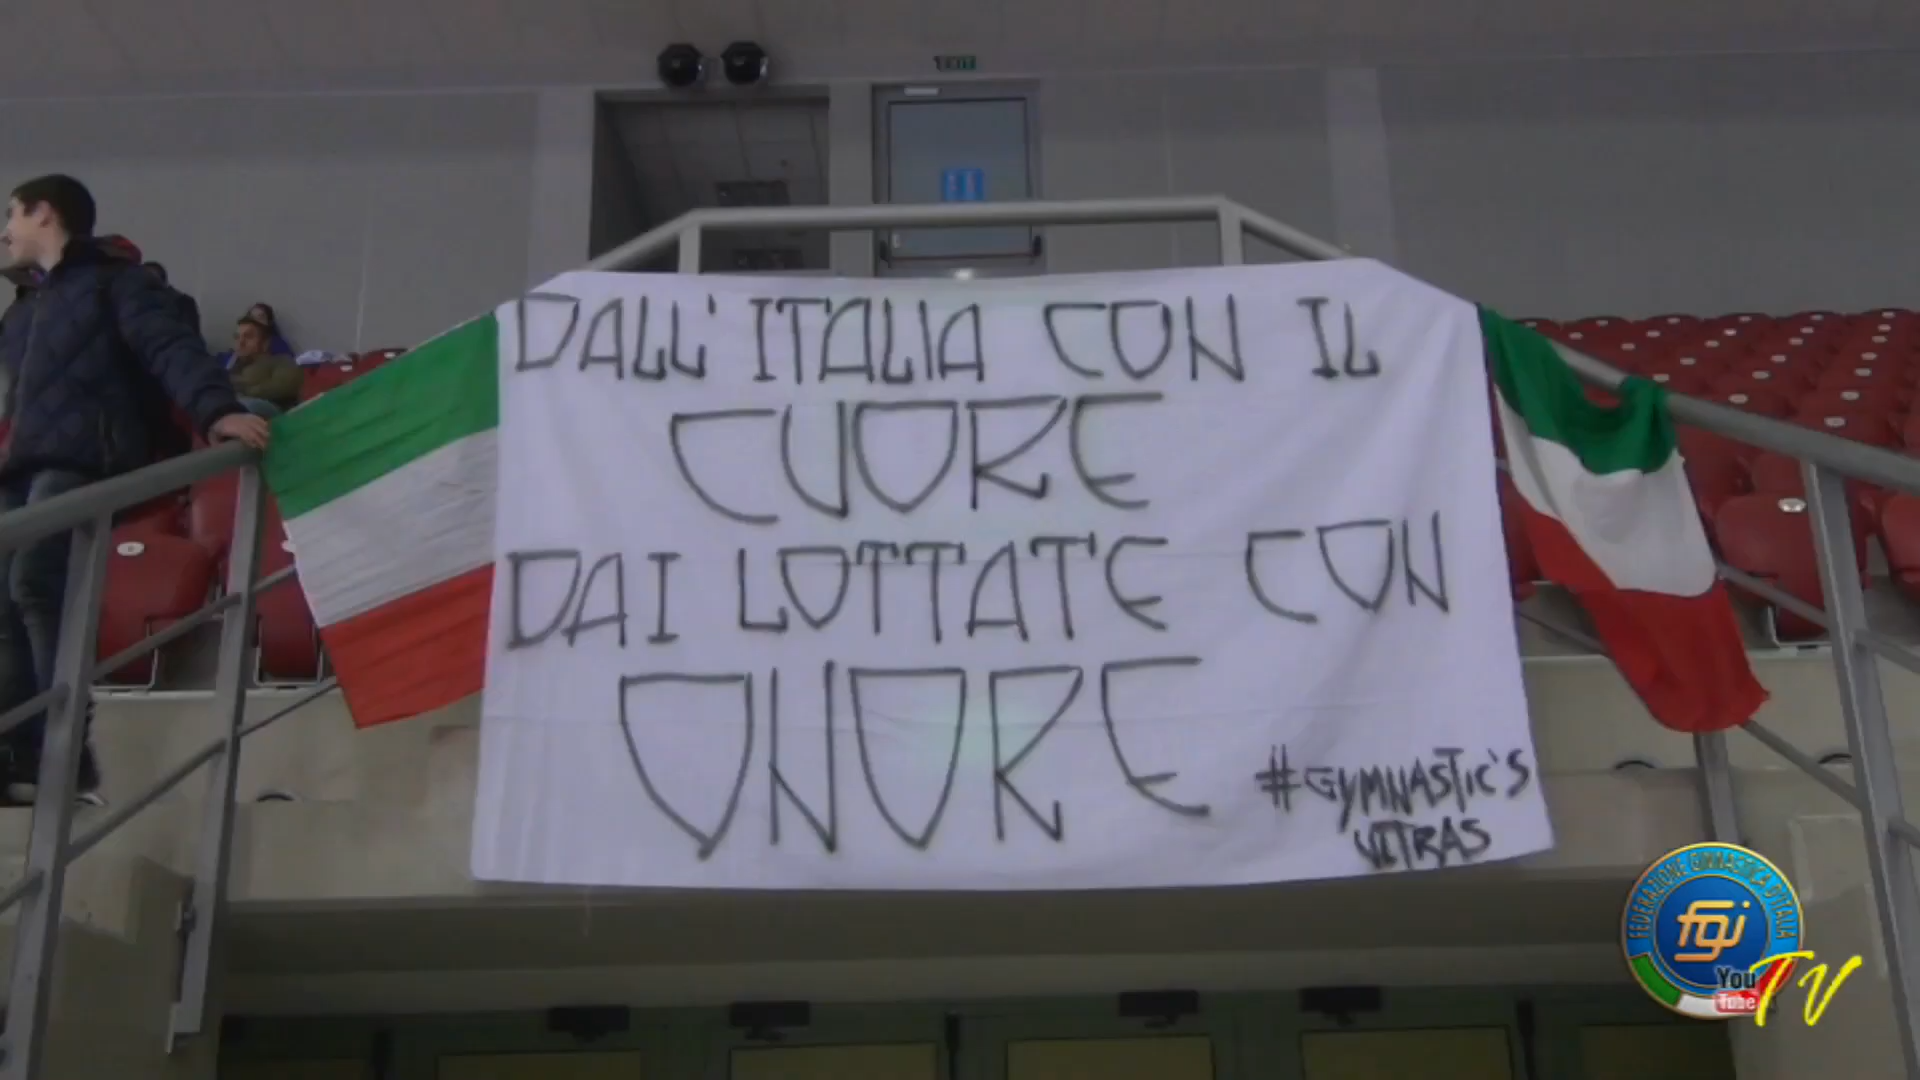 EXIT
DALL' ITALIA CON IL
CUORE
DAI LOTTATE CON
ONORE
#GYMNASTIC'S
ULTRAS
FEDERAZIONE GINNASTICA D'ITALIA
fgi
You
Tube
TV